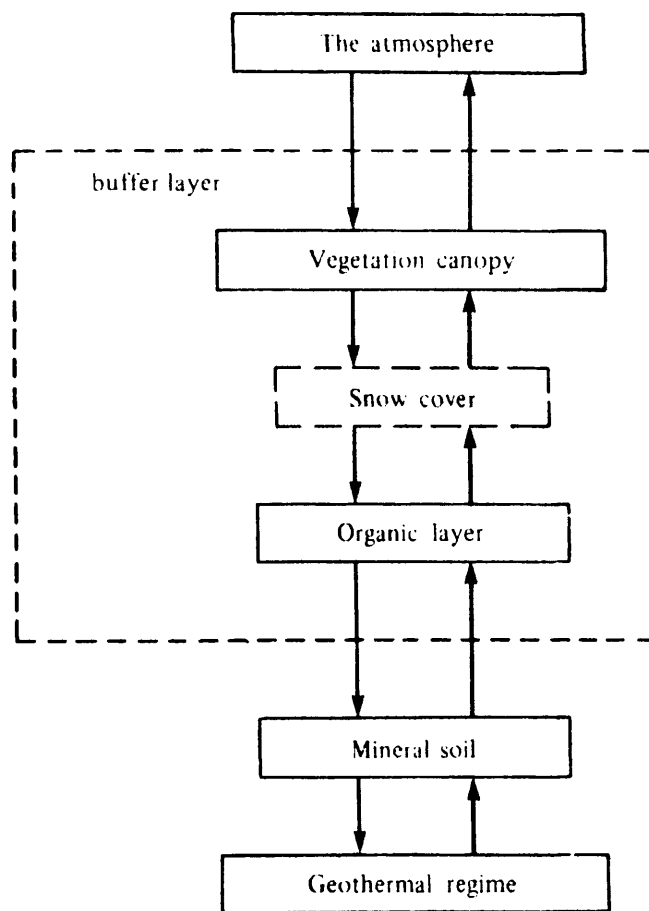 The atmosphere
buffer layer
Vegetation canopy
Snow cover
Organic layer
Mineral soil
Geothermal regime